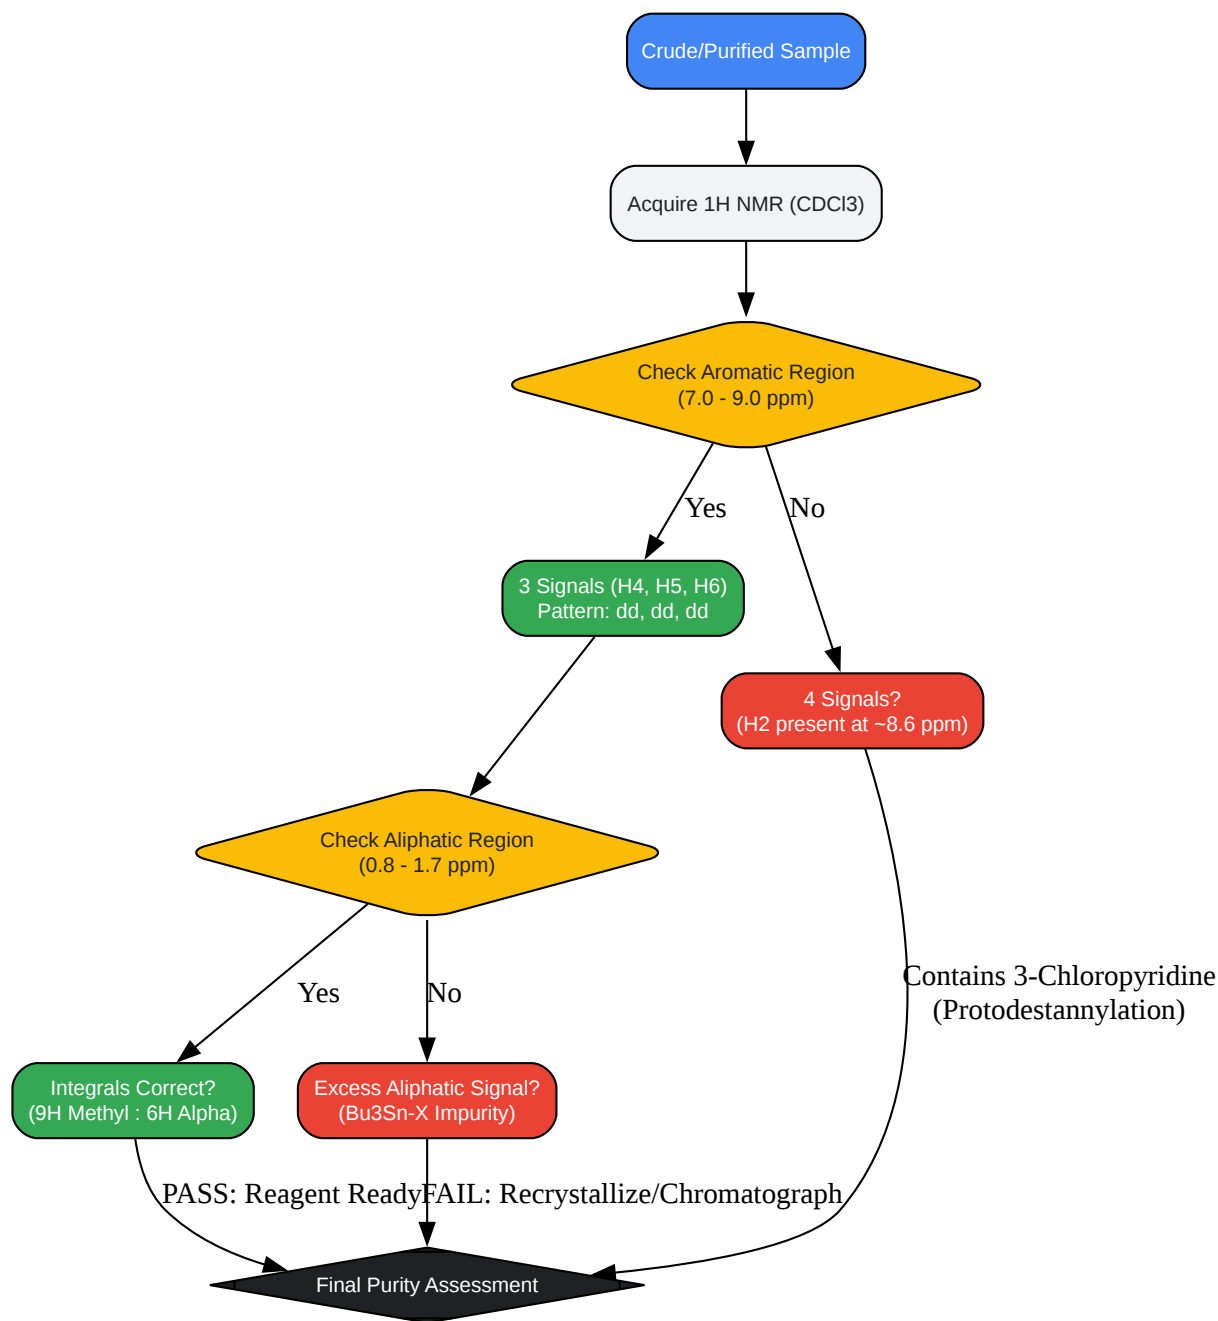 Crude/Purified Sample
Acquire 1H NMR (CDCl3)
Check Aromatic Region
(7.0 - 9.0 ppm)
Yes
No
3 Signals (H4, H5, H6)
Pattern: dd, dd, dd
4 Signals?
(H2 present at ~8.6 ppm)
Check Aliphatic Region
(0.8 - 1.7 ppm)
Yes
No
Contains 3-Chloropyridine
(Protodestannylation)
Integrals Correct?
(9H Methyl : 6H Alpha)
Excess Aliphatic Signal?
(Bu3Sn-X Impurity)
PASS: Reagent Ready
FAIL: Recrystallize/Chromatograph
Final Purity Assessment